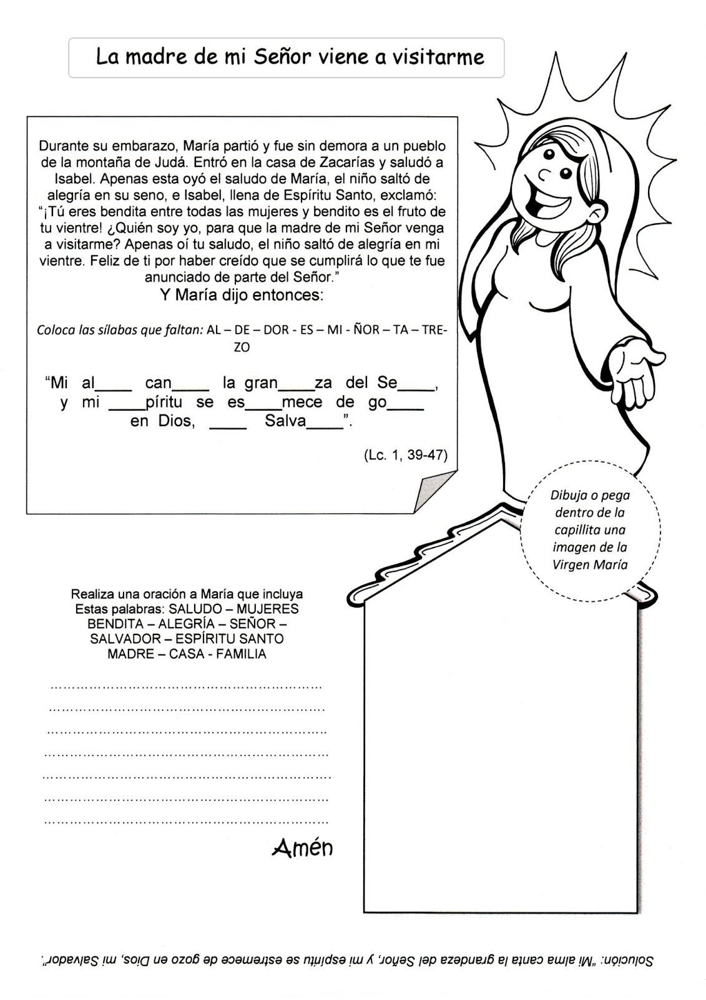 La madre de mi Señor viene a visitarme
Durante su embarazo, María partió y fue sin demora a un pueblo
de la montaña de Judá. Entró en la casa de Zacarías y saludó a
Isabel. Apenas esta oyó el saludo de María, el niño saltó de
alegría en su seno, e Isabel, llena de Espíritu Santo, exclamó:
“¡Tú eres bendita entre todas las mujeres y bendito es el fruto de
tu vientre! ¿Quién soy yo, para que la madre de mi Señor venga
a visitarme? Apenas oí tu saludo, el niño saltó de alegría en mi
vientre. Feliz de ti por haber creído que se cumplirá lo que te fue
anunciado de parte del Señor.”
Y María dijo entonces:
Coloca las sílabas que faltan: AL – DE – DOR - ES – MI - ÑOR – TA – TRE-
ZO
“Mi al____ can____ la gran____za del Se____,
y mi ____píritu se es____mece de go____
en Dios, ____ Salva____”.
(Lc. 1, 39-47)
Dibuja o pega
dentro de la
capillita una
imagen de la
Virgen María
Realiza una oración a María que incluya
Estas palabras: SALUDO – MUJERES
BENDITA – ALEGRÍA – SEÑOR –
SALVADOR – ESPÍRITU SANTO
MADRE – CASA - FAMILIA
Amén
Solución: “Mi alma canta la grandeza del Señor, y mi espíritu se estremece de gozo en Dios, mi Salvador”.